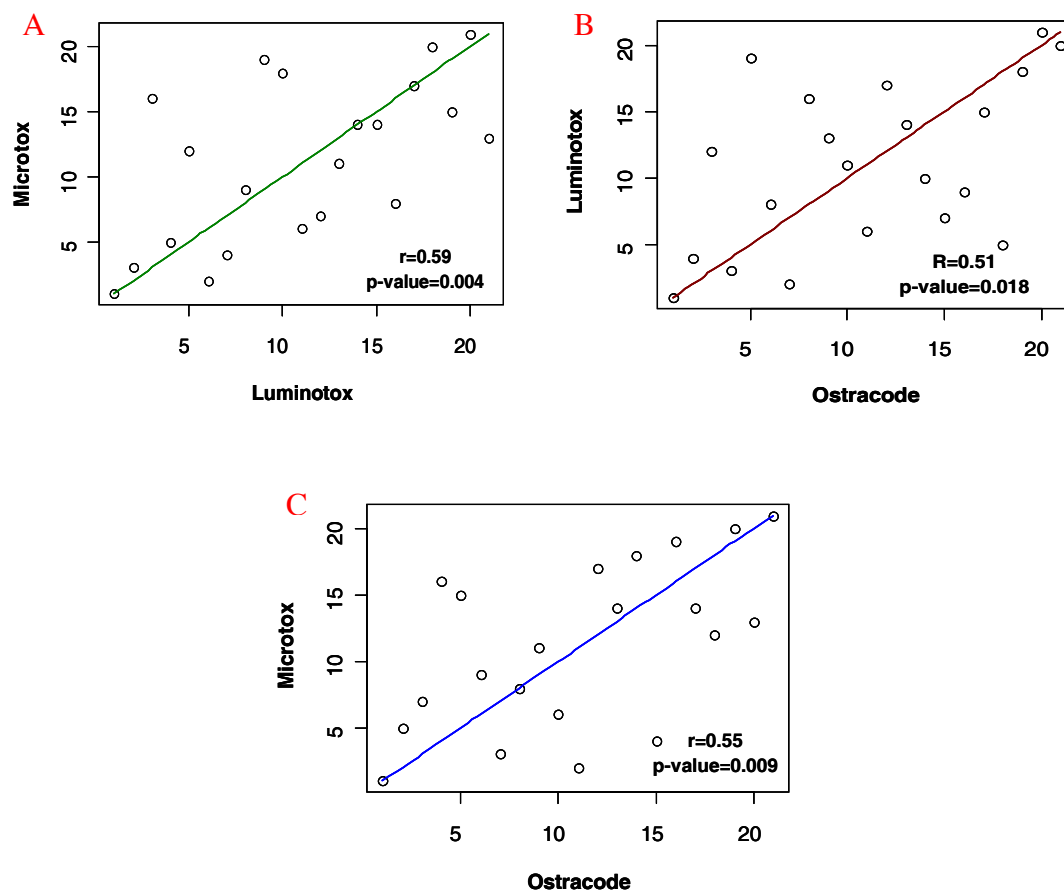 A
20
15
10
5
Microtox
r=0.59
p-value=0.004
5 10 15 20
Luminotox
B
20
15
10
5
Luminotox
R=0.51
p-value=0.018
5 10 15 20
Ostracode
C
20
15
10
5
Microtox
r=0.55
p-value=0.009
5 10 15 20
Ostracode